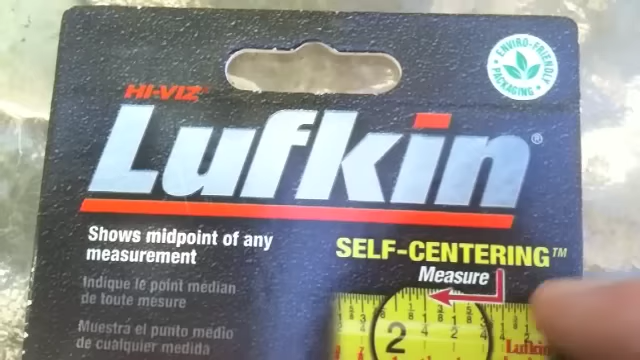 HI-VIZ
Lufkin®
ENVIRO-FRIENDLY
PACKAGING
Shows midpoint of any
measurement
Indique le point médian
de toute mesure
Muestra el punto medio
de cualquier medida
SELF-CENTERING™
Measure
2
Lufkin